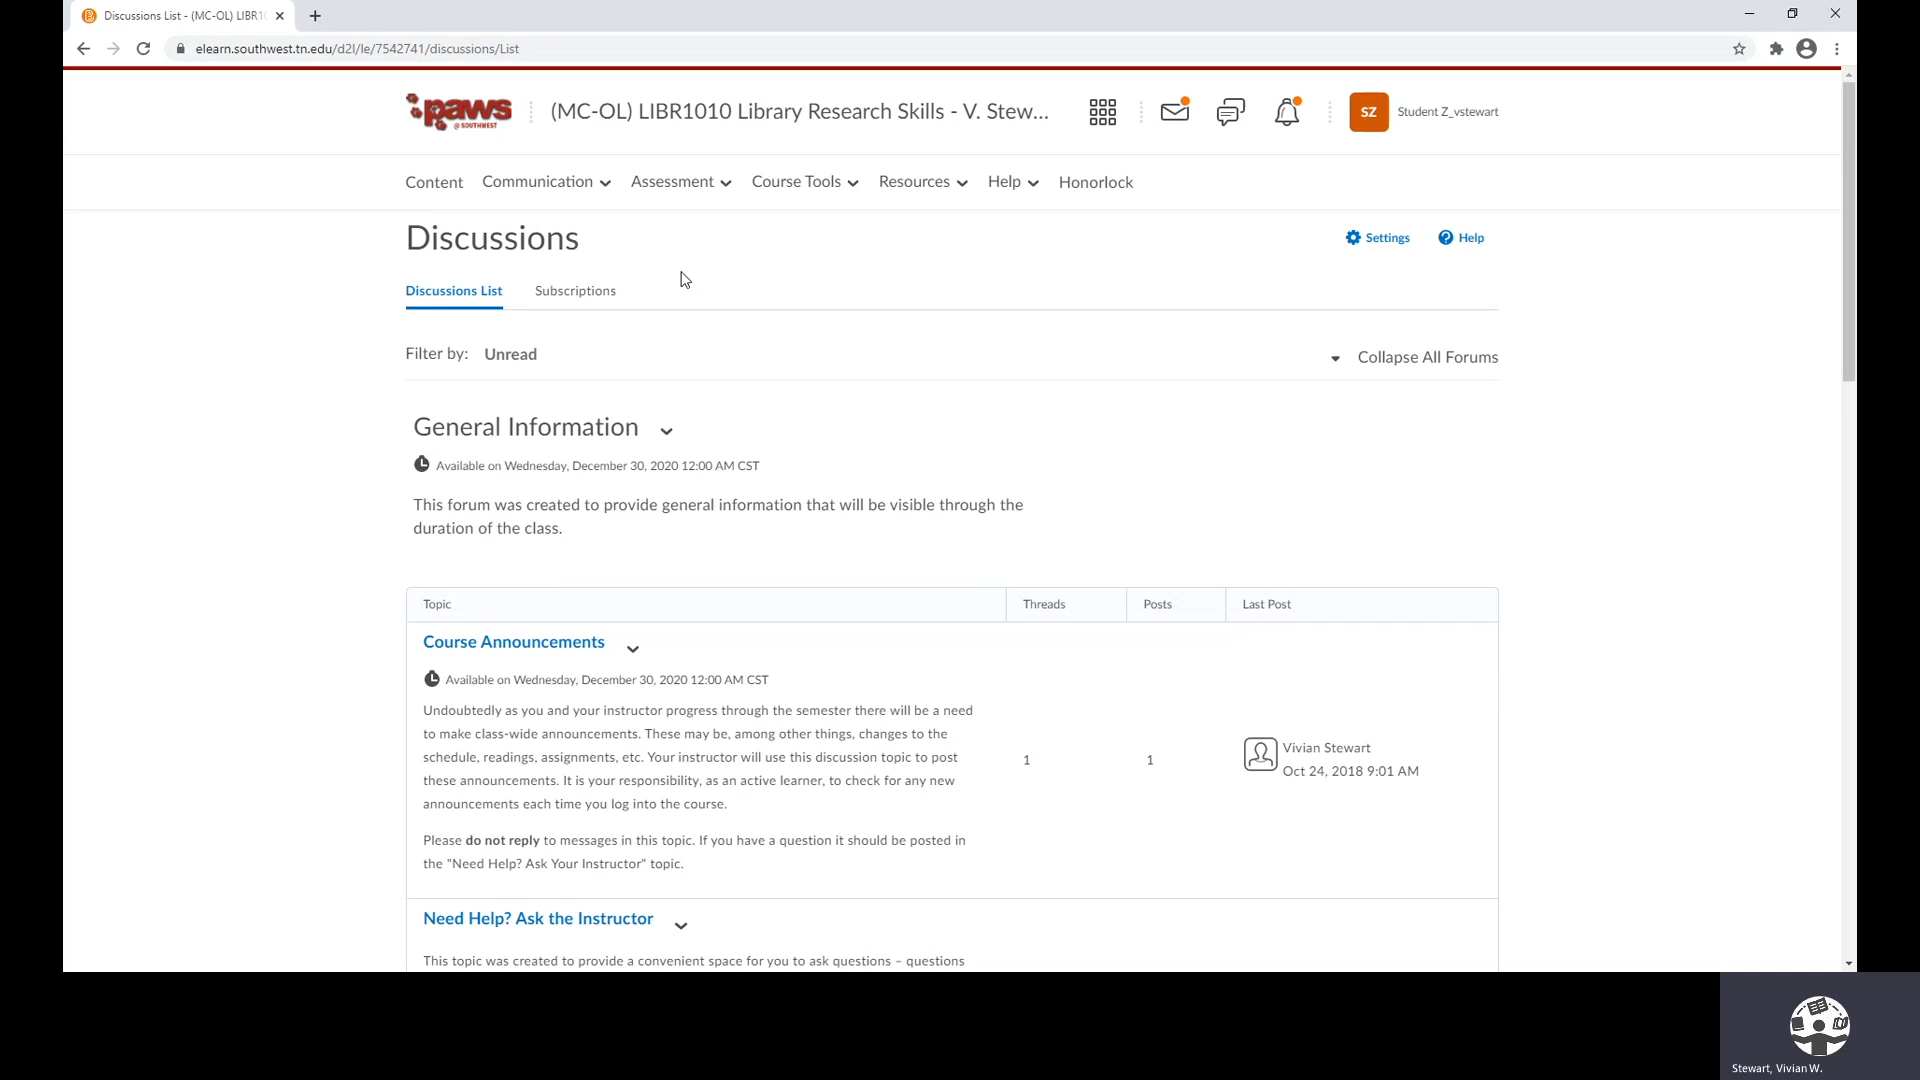 Discussions List - (MC-OL) LIBR1
elearn.southwest.tn.edu/d2l/le/7542741/discussions/List
paws
@ SOUTHWEST
(MC-OL) LIBR1010 Library Research Skills - V. Stew...
SZ
Student Z_vstewart
Content
Communication
Assessment
Course Tools
Resources
Help
Honorlock
Discussions
Settings
Help
Discussions List
Subscriptions
Filter by:
Unread
Collapse All Forums
General Information
Available on Wednesday, December 30, 2020 12:00 AM CST
This forum was created to provide general information that will be visible through the
duration of the class.
Topic
Threads
Posts
Last Post
Course Announcements
Available on Wednesday, December 30, 2020 12:00 AM CST
Undoubtedly as you and your instructor progress through the semester there will be a need
to make class-wide announcements. These may be, among other things, changes to the
schedule, readings, assignments, etc. Your instructor will use this discussion topic to post
these announcements. It is your responsibility, as an active learner, to check for any new
announcements each time you log into the course.
Please do not reply to messages in this topic. If you have a question it should be posted in
the "Need Help? Ask Your Instructor" topic.
1
1
Vivian Stewart
Oct 24, 2018 9:01 AM
Need Help? Ask the Instructor
This topic was created to provide a convenient space for you to ask questions – questions
Stewart, Vivian W.